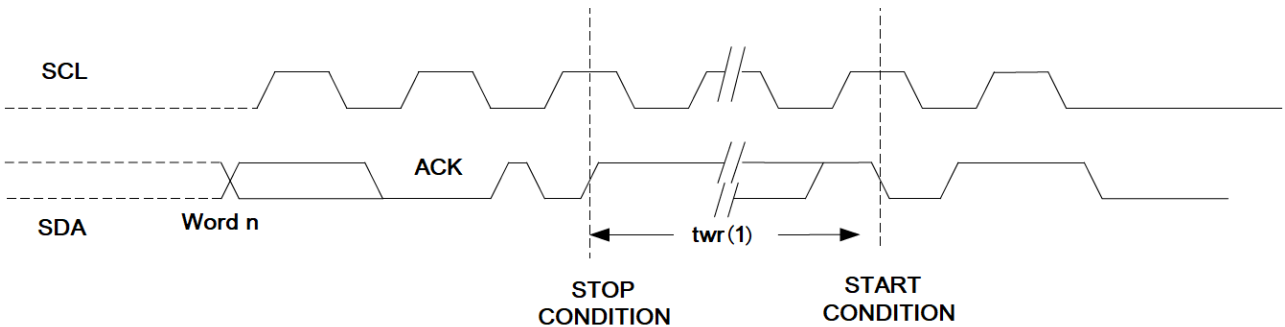 SCL
ACK
Word n
SDA
twr(1)
STOP
CONDITION
START
CONDITION